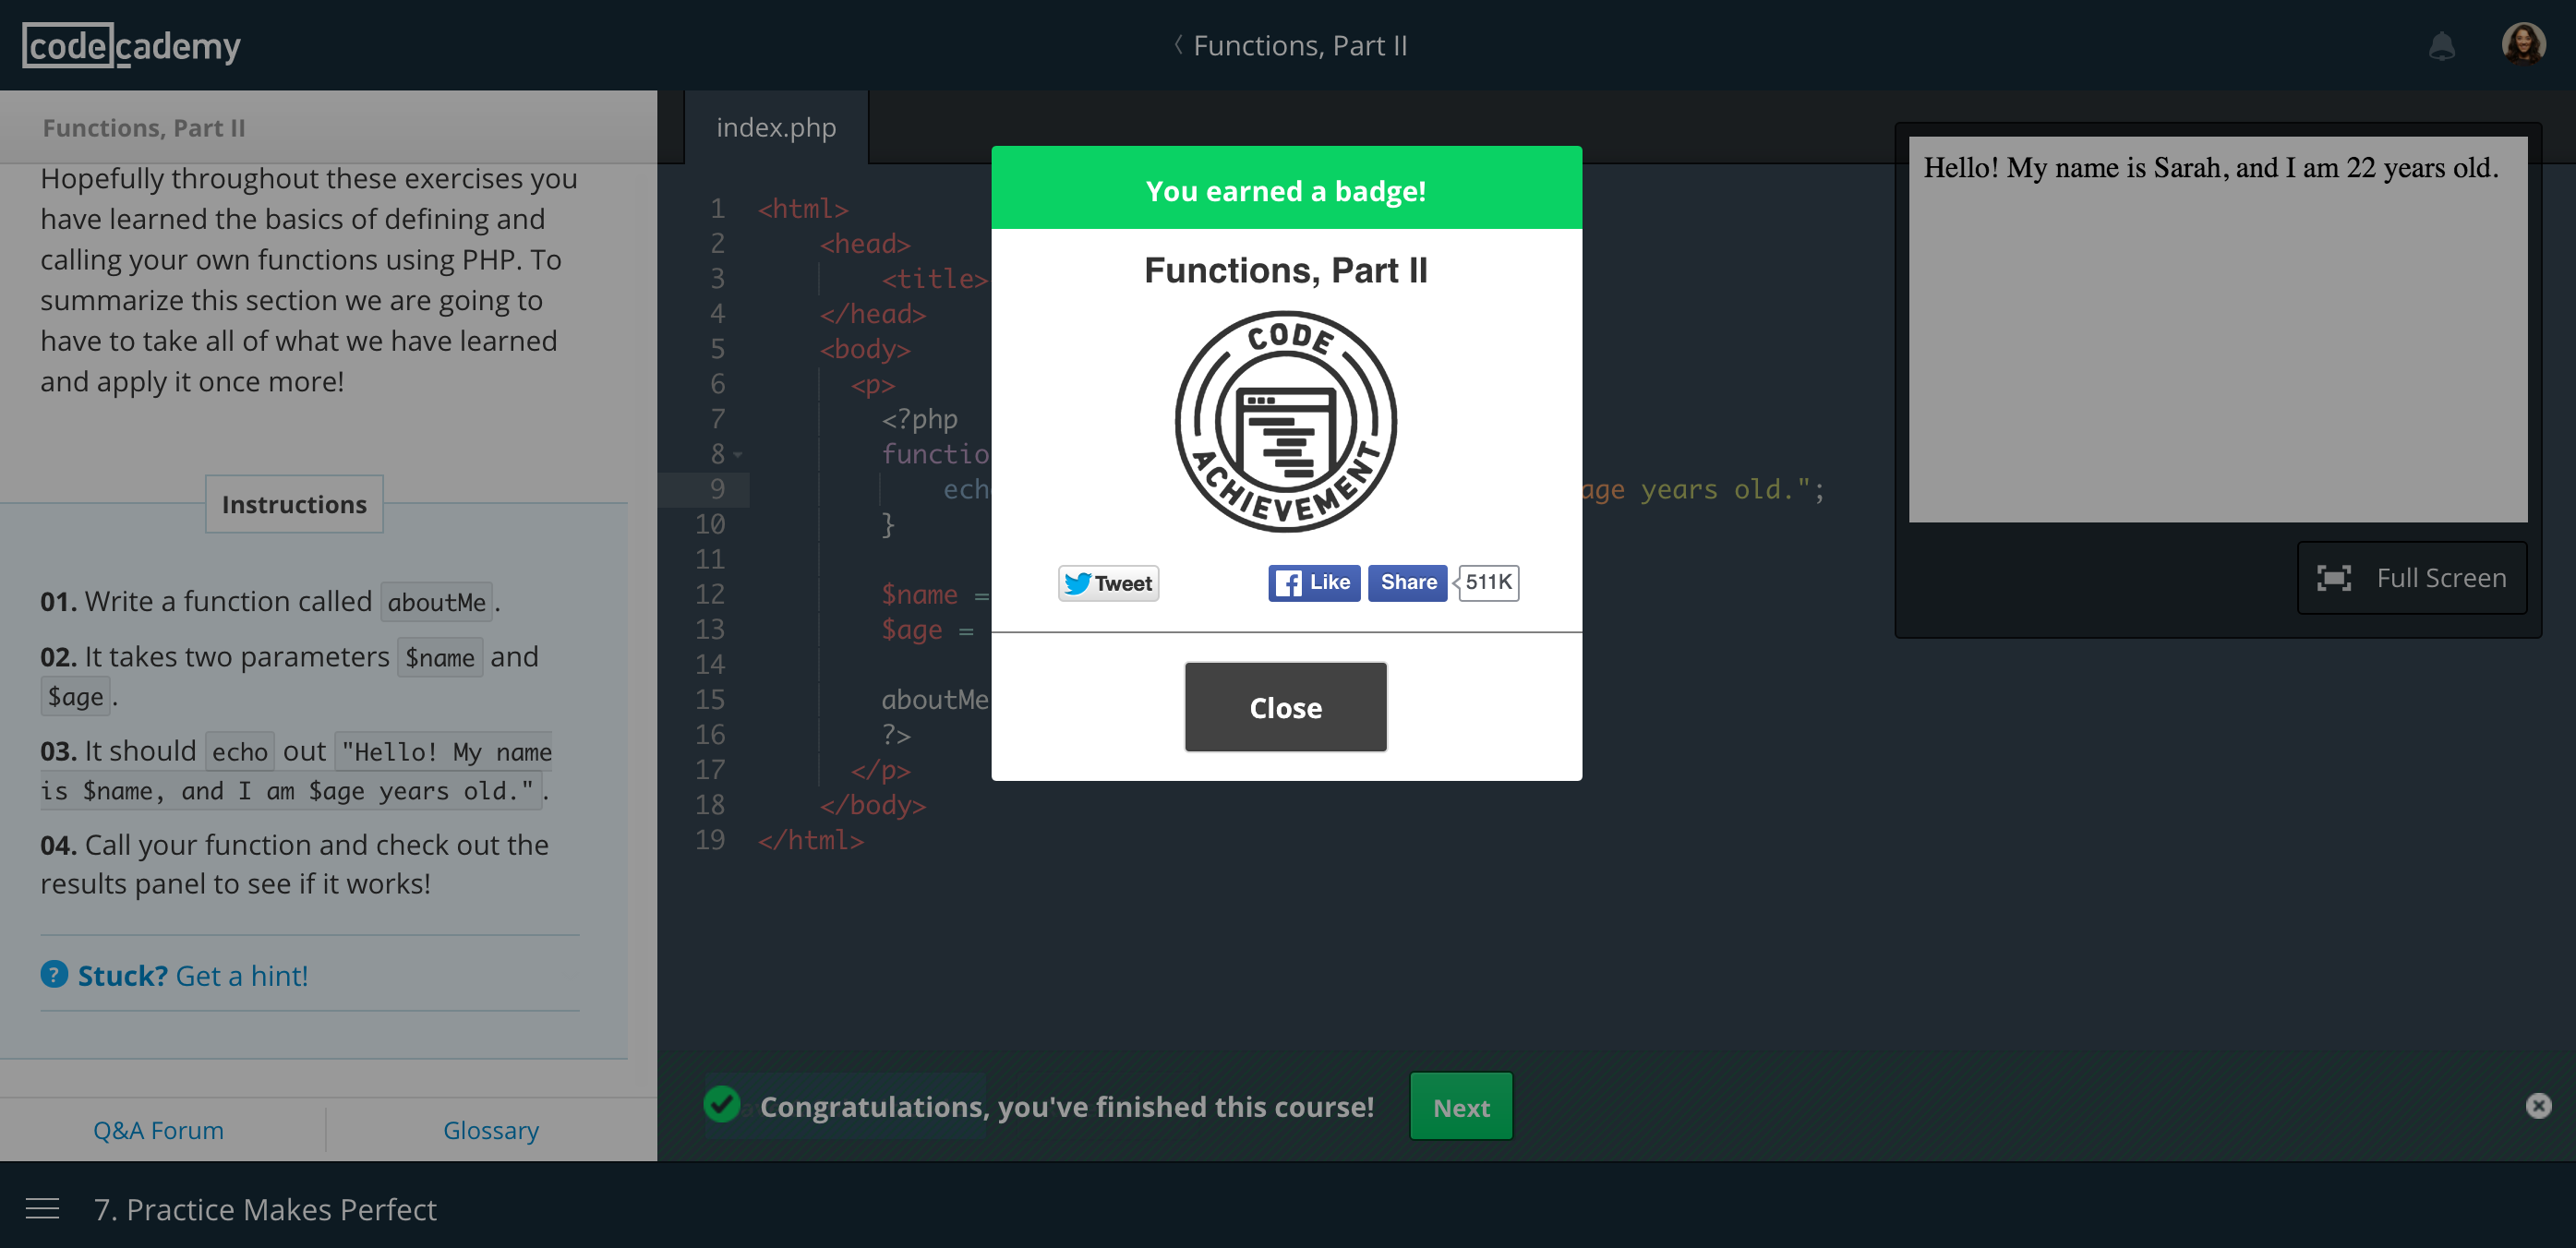 codecademy
Functions, Part II
Functions, Part II
Hopefully throughout these exercises you
have learned the basics of defining and
calling your own functions using PHP. To
summarize this section we are going to
have to take all of what we have learned
and apply it once more!
Instructions
01. Write a function called aboutMe.
02. It takes two parameters $name and
$age.
03. It should echo out "Hello! My name
is $name, and I am $age years old.".
04. Call your function and check out the
results panel to see if it works!
? Stuck? Get a hint!
Q&A Forum
Glossary
index.php
1 <html>
2 <head>
3 <title>
4 </head>
5 <body>
6 <p>
7 <?php
8 functio
9 ech age years old.";
10 }
11
12 $name =
13 $age =
14
15 aboutMe
16 ?>
17 </p>
18 </body>
19 </html>
You earned a badge!
Functions, Part II
CODE
ACHIEVEMENT
Tweet
Like
Share
511K
Close
Hello! My name is Sarah, and I am 22 years old.
Full Screen
Congratulations, you've finished this course!
Next
7. Practice Makes Perfect